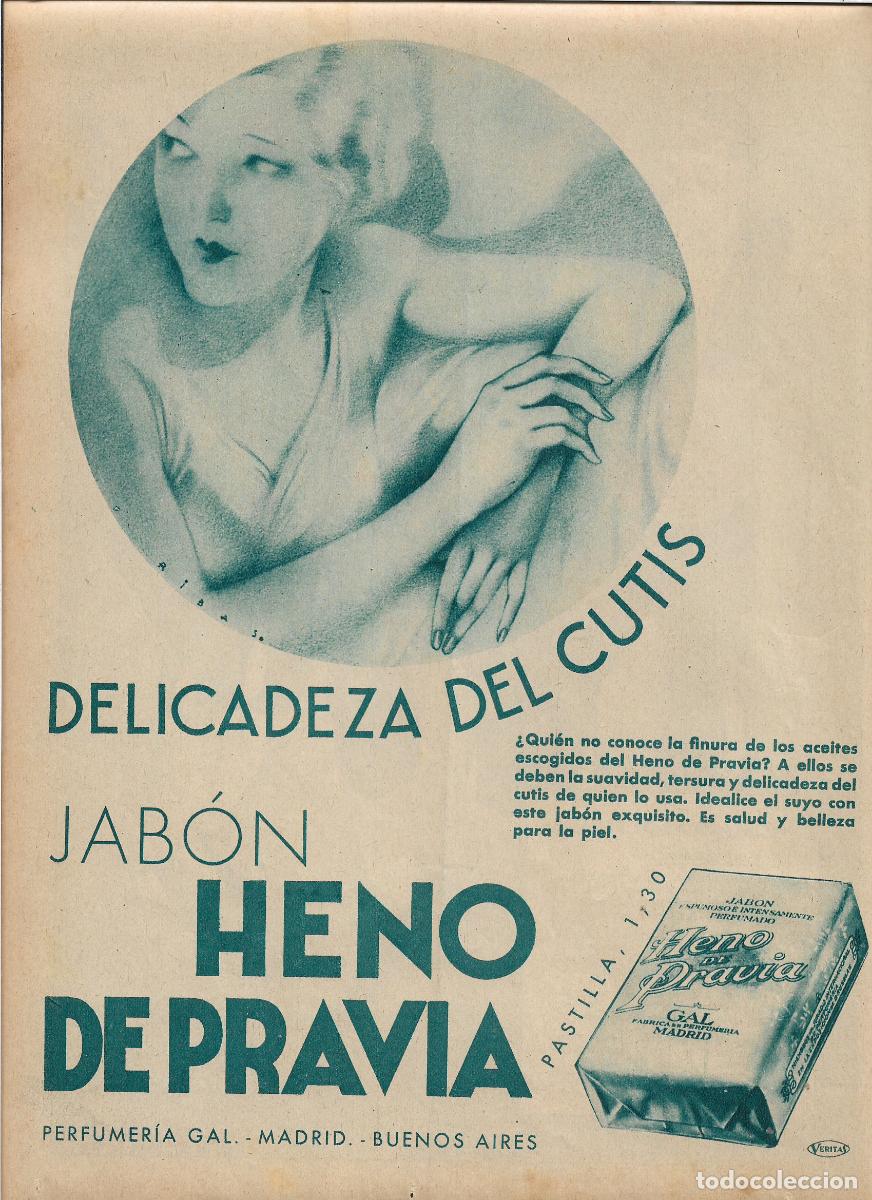 RIBAS.
DELICADEZA DEL CUTIS
¿Quién no conoce la finura de los aceites
escogidos del Heno de Pravia? A ellos se
deben la suavidad, tersura y delicadeza del
cutis de quien lo usa. Idealice el suyo con
este jabón exquisito. Es salud y belleza
para la piel.
JABÓN
HENO
DE PRAVIA
PASTILLA, 1,30
JABON
ESPUMOSO E INTENSAMENTE
PERFUMADO
Heno
DE
Pravia
GAL
FABRICA DE PERFUMERIA
MADRID
PERFUMERÍA GAL. - MADRID. - BUENOS AIRES
VERITAS
todocoleccion